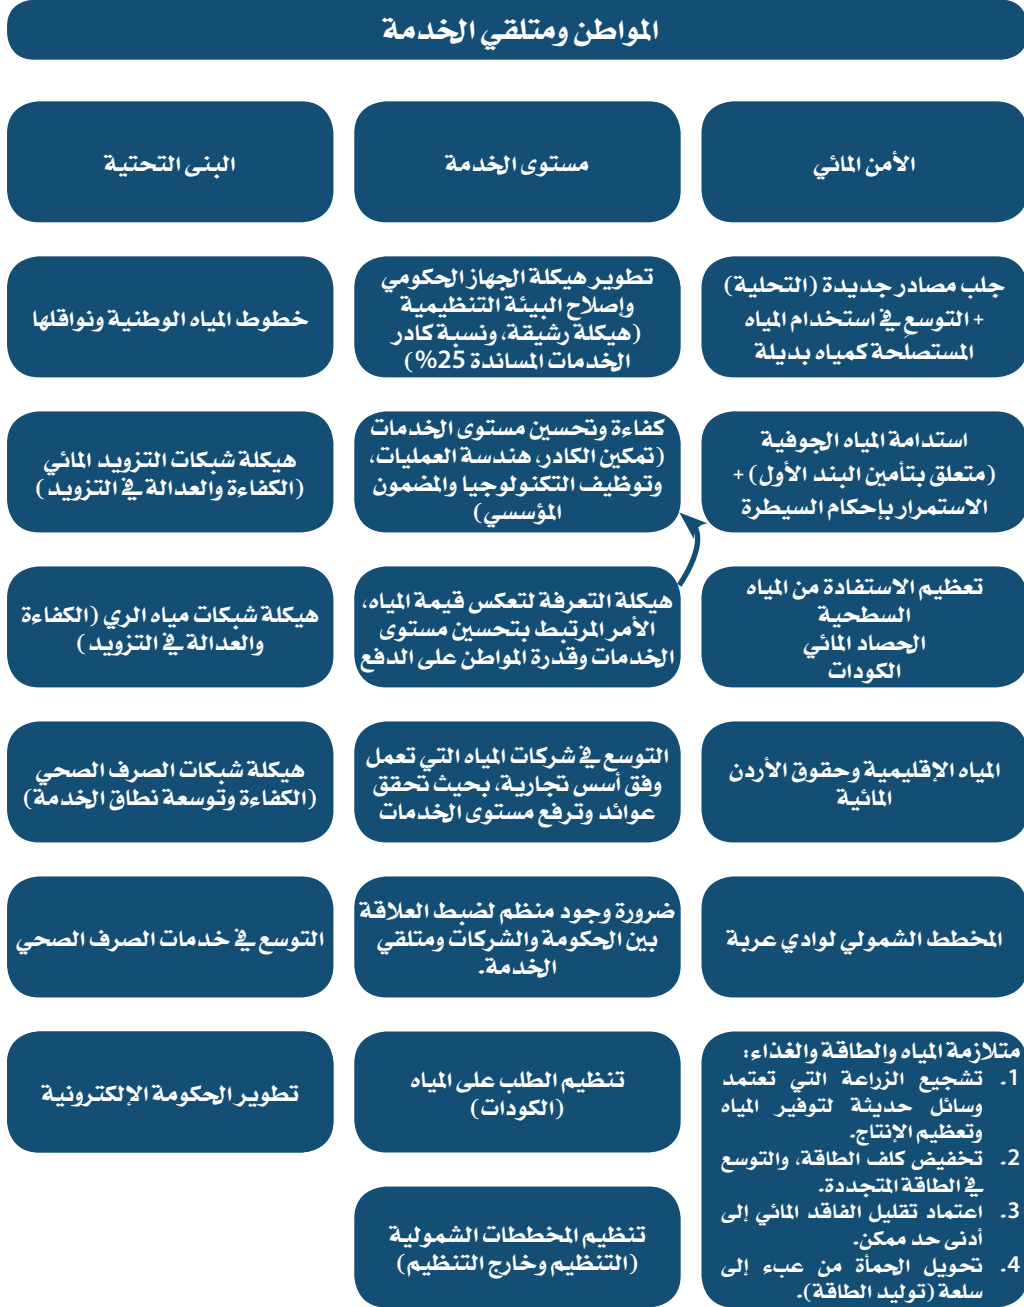 المواطن ومتلقي الخدمة
الأمن المائي
مستوى الخدمة
البنى التحتية
جلب مصادر جديدة (التحلية)
+ التوسع في استخدام المياه
المستصلَحة كمياه بديلة
تطوير هيكلة الجهاز الحكومي
وإصلاح البيئة التنظيمية
(هيكلة رشيقة، ونسبة كادر
الخدمات المساندة 25%)
خطوط المياه الوطنية ونواقلها
استدامة المياه الجوفية
(متعلق بتأمين البند الأول) +
الاستمرار بإحكام السيطرة
كفاءة وتحسين مستوى الخدمات
(تمكين الكادر، هندسة العمليات،
وتوظيف التكنولوجيا والمضمون
المؤسسي)
هيكلة شبكات التزويد المائي
(الكفاءة والعدالة في التزويد)
تعظيم الاستفادة من المياه
السطحية
الحصاد المائي
الكودات
هيكلة التعرفة لتعكس قيمة المياه،
الأمر المرتبط بتحسين مستوى
الخدمات وقدرة المواطن على الدفع
هيكلة شبكات مياه الري (الكفاءة
والعدالة في التزويد)
المياه الإقليمية وحقوق الأردن
المائية
التوسع في شركات المياه التي تعمل
وفق أسس تجارية، بحيث تحقق
عوائد وترفع مستوى الخدمات
هيكلة شبكات الصرف الصحي
(الكفاءة وتوسعة نطاق الخدمة)
المخطط الشمولي لوادي عربة
ضرورة وجود منظم لضبط العلاقة
بين الحكومة والشركات ومتلقي
الخدمة.
التوسع في خدمات الصرف الصحي
متلازمة المياه والطاقة والغذاء:
1. تشجيع الزراعة التي تعتمد
وسائل حديثة لتوفير المياه
وتعظيم الإنتاج.
2. تخفيض كلف الطاقة، والتوسع
في الطاقة المتجددة.
3. اعتماد تقليل الفاقد المائي إلى
أدنى حد ممكن.
4. تحويل الحمأة من عبء إلى
سلعة (توليد الطاقة).
تنظيم الطلب على المياه
(الكودات)
تطوير الحكومة الإلكترونية
تنظيم المخططات الشمولية
(التنظيم وخارج التنظيم)